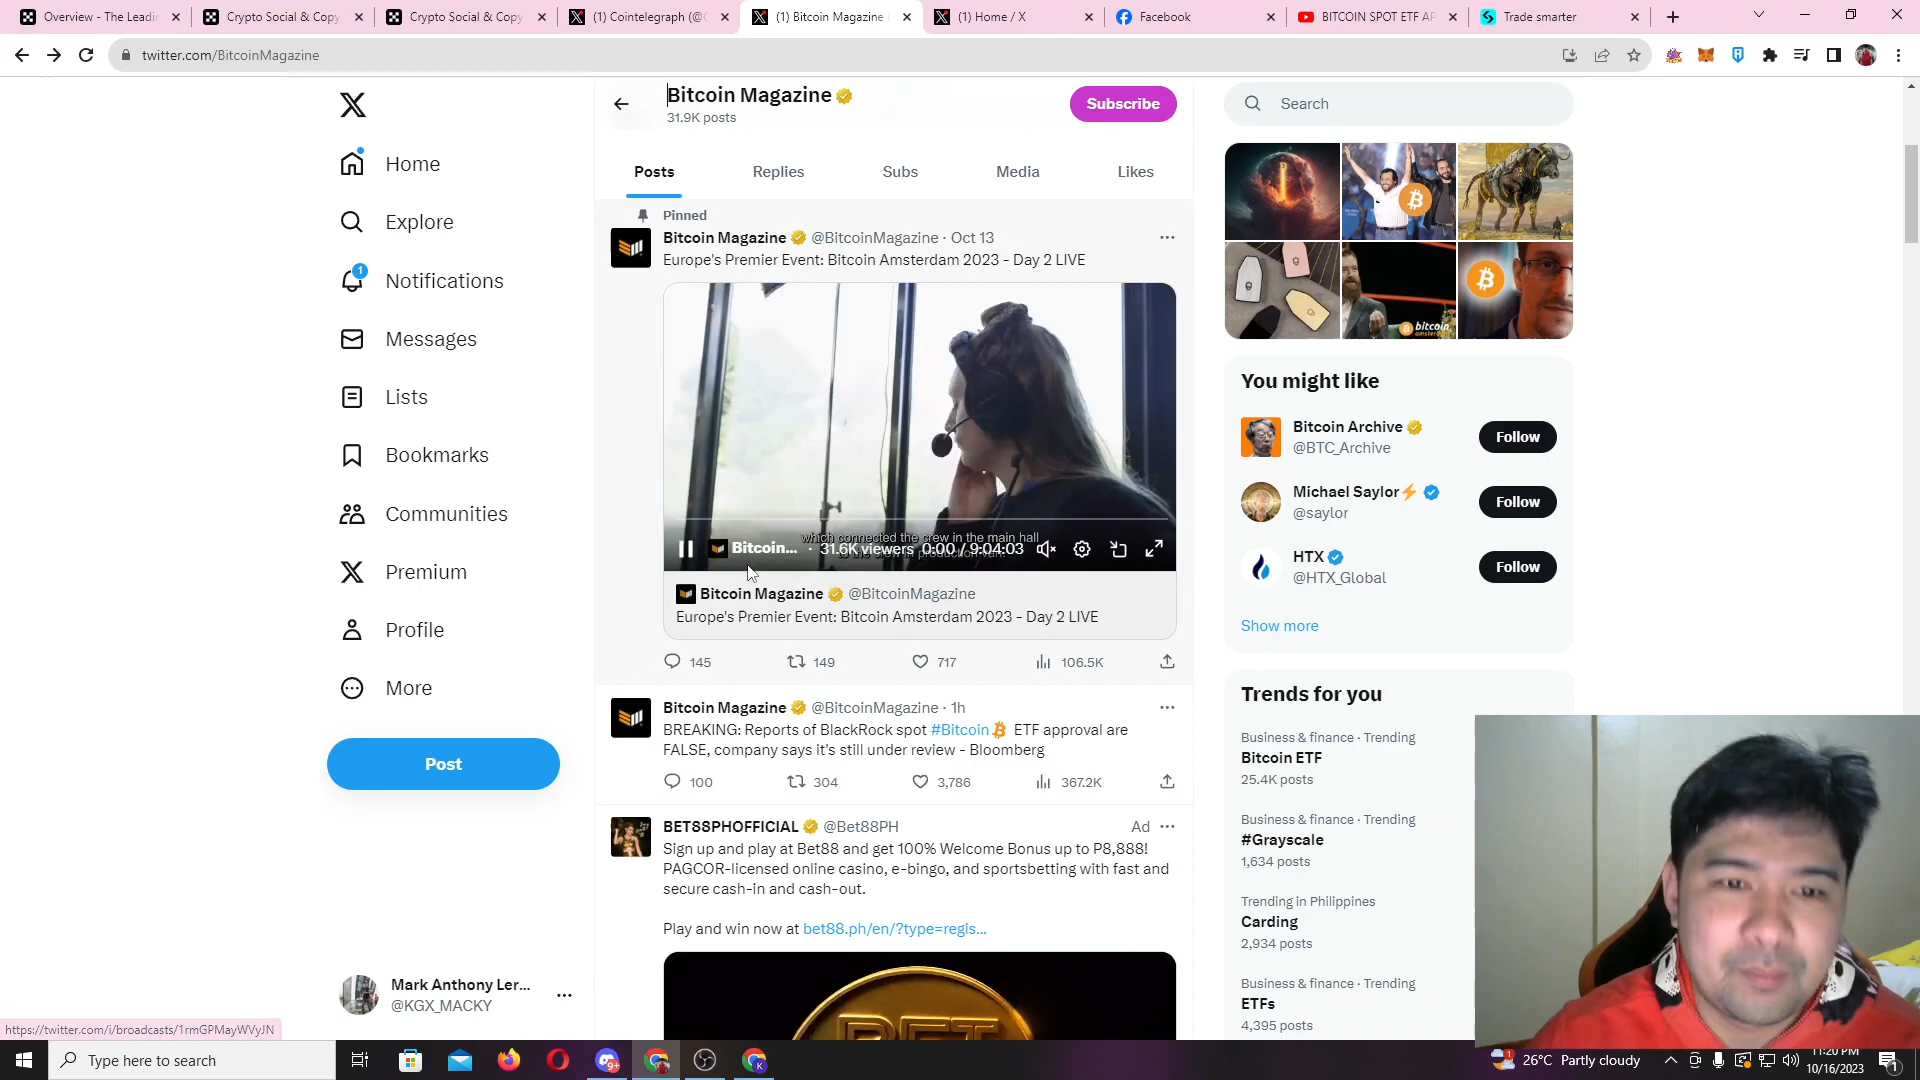 Overview - The Leadi
Crypto Social & Copy
Crypto Social & Copy
(1) Cointelegraph (@C
(1) Bitcoin Magazine
(1) Home / X
Facebook
BITCOIN SPOT ETF AP
Trade smarter
twitter.com/BitcoinMagazine
Bitcoin Magazine
31.9K posts
Subscribe
Search
Home
Explore
1
Notifications
Messages
Lists
Bookmarks
Communities
Premium
Profile
More
Post
Mark Anthony Ler...
@KGX_MACKY
Posts
Replies
Subs
Media
Likes
Pinned
Bitcoin Magazine @BitcoinMagazine · Oct 13
Europe's Premier Event: Bitcoin Amsterdam 2023 - Day 2 LIVE
which connected the crew in the main hall
Bitcoin... · 31.6K viewers 0:00 / 9:04:03
Bitcoin Magazine @BitcoinMagazine
Europe's Premier Event: Bitcoin Amsterdam 2023 - Day 2 LIVE
145
149
717
106.5K
Bitcoin Magazine @BitcoinMagazine · 1h
BREAKING: Reports of BlackRock spot #Bitcoin ETF approval are
FALSE, company says it's still under review - Bloomberg
100
304
3,786
367.2K
BET88PHOFFICIAL @Bet88PH
Ad
Sign up and play at Bet88 and get 100% Welcome Bonus up to P8,888!
PAGCOR-licensed online casino, e-bingo, and sportsbetting with fast and
secure cash-in and cash-out.
Play and win now at bet88.ph/en/?type=regis...
BET
bitcoin
You might like
Bitcoin Archive
@BTC_Archive
Follow
Michael Saylor
@saylor
Follow
HTX
@HTX_Global
Follow
Show more
Trends for you
Business & finance · Trending
Bitcoin ETF
25.4K posts
Business & finance · Trending
#Grayscale
1,634 posts
Trending in Philippines
Carding
2,934 posts
Business & finance · Trending
ETFs
4,395 posts
https://twitter.com/i/broadcasts/1rmGPMayWVyJN
Type here to search
9+
K
26°C Partly cloudy
11:20 PM
10/16/2023
1